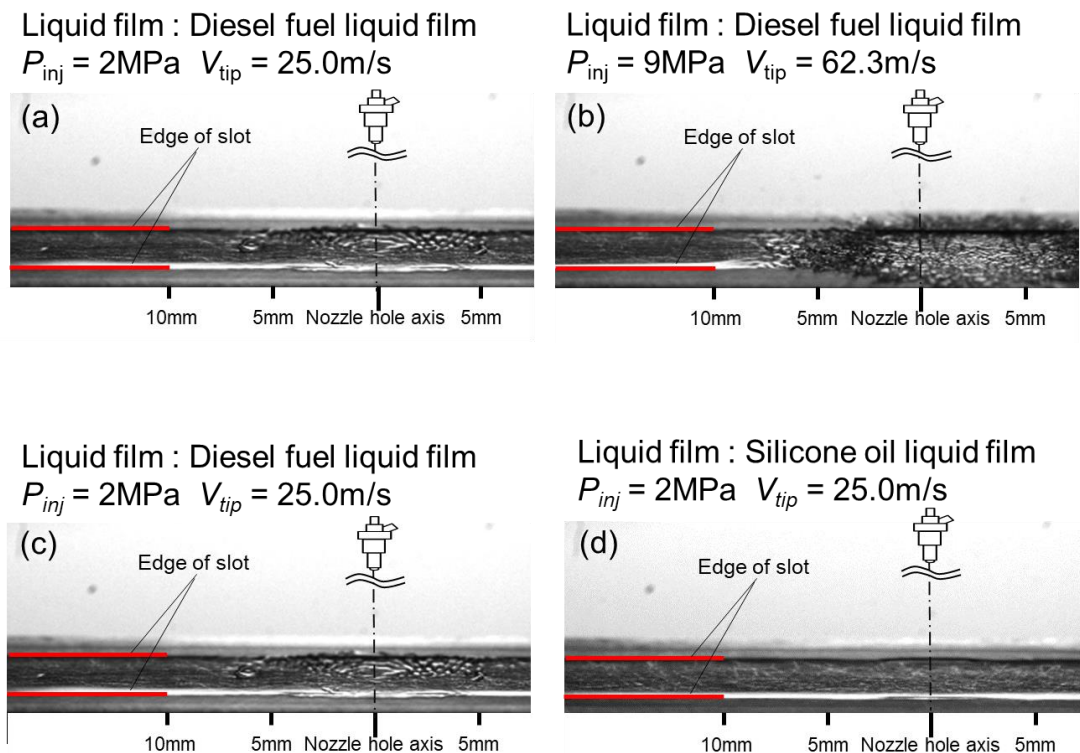 Liquid film : Diesel fuel liquid film
Pinj = 2MPa Vtip = 25.0m/s
(a)
Edge of slot
10mm 5mm Nozzle hole axis 5mm
Liquid film : Diesel fuel liquid film
Pinj = 9MPa Vtip = 62.3m/s
(b)
Edge of slot
10mm 5mm Nozzle hole axis 5mm
Liquid film : Diesel fuel liquid film
Pinj = 2MPa Vtip = 25.0m/s
(c)
Edge of slot
10mm 5mm Nozzle hole axis 5mm
Liquid film : Silicone oil liquid film
Pinj = 2MPa Vtip = 25.0m/s
(d)
Edge of slot
10mm 5mm Nozzle hole axis 5mm